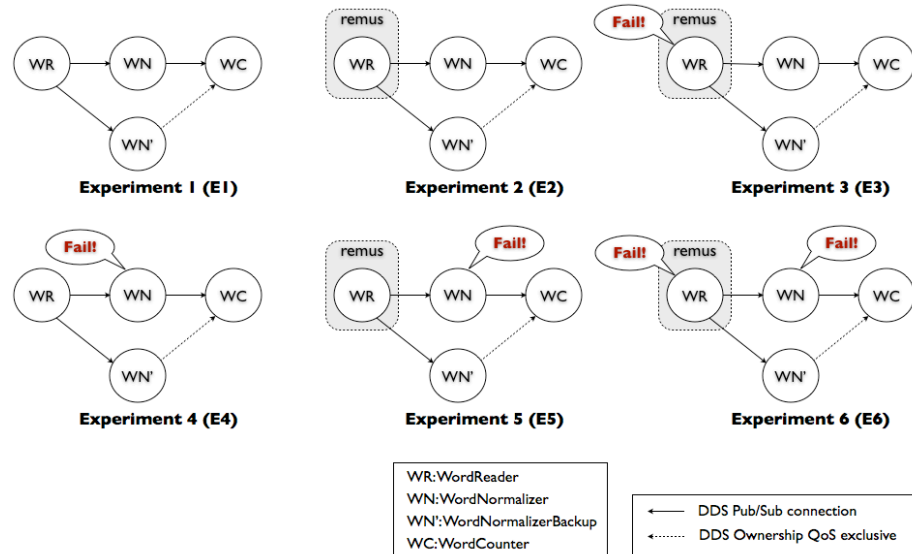 WR
WN
WC
WN'
Experiment 1 (E1)
remus
WR
WN
WC
WN'
Experiment 2 (E2)
Fail!
remus
WR
WN
WC
WN'
Experiment 3 (E3)
Fail!
WR
WN
WC
WN'
Experiment 4 (E4)
remus
Fail!
WR
WN
WC
WN'
Experiment 5 (E5)
Fail!
remus
Fail!
WR
WN
WC
WN'
Experiment 6 (E6)
WR:WordReader
WN:WordNormalizer
WN':WordNormalizerBackup
WC:WordCounter
DDS Pub/Sub connection
DDS Ownership QoS exclusive